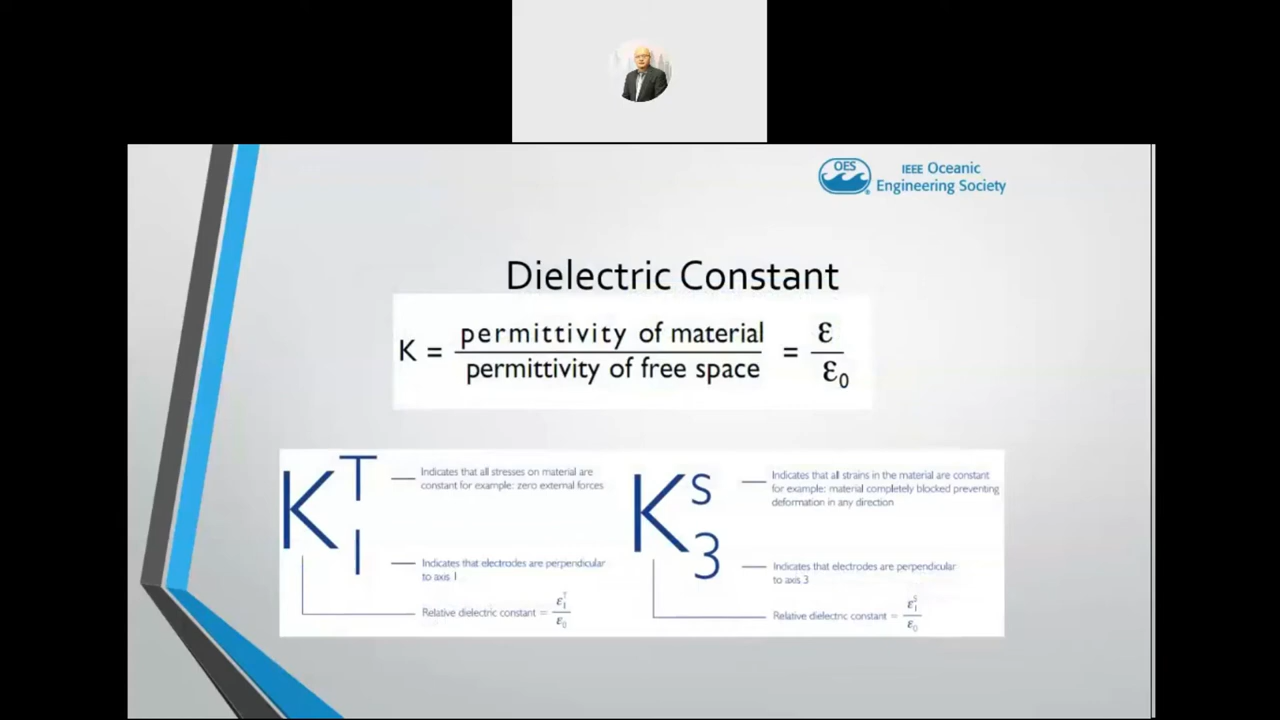 OES
IEEE Oceanic
Engineering Society
Dielectric Constant
K = permittivity of material / permittivity of free space = ε / ε₀
K T 1
Indicates that all stresses on material are
constant for example: zero external forces
Indicates that electrodes are perpendicular
to axis 1
Relative dielectric constant = ε₁ᵀ / ε₀
K S 3
Indicates that all strains in the material are constant
for example: material completely blocked preventing
deformation in any direction
Indicates that electrodes are perpendicular
to axis 3
Relative dielectric constant = ε₁ˢ / ε₀